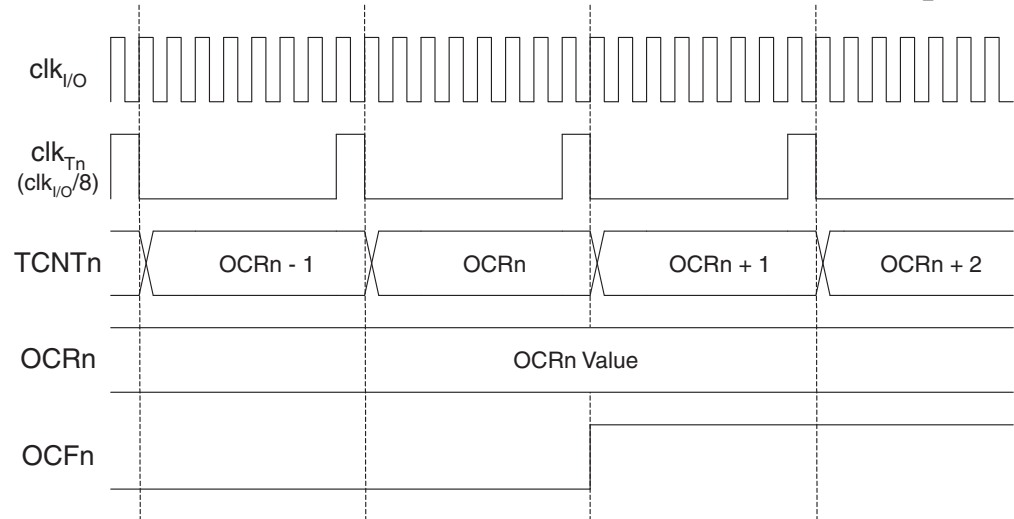 clkI/O
clkTn
(clkI/O/8)
TCNTn OCRn - 1 OCRn OCRn + 1 OCRn + 2
OCRn OCRn Value
OCFn